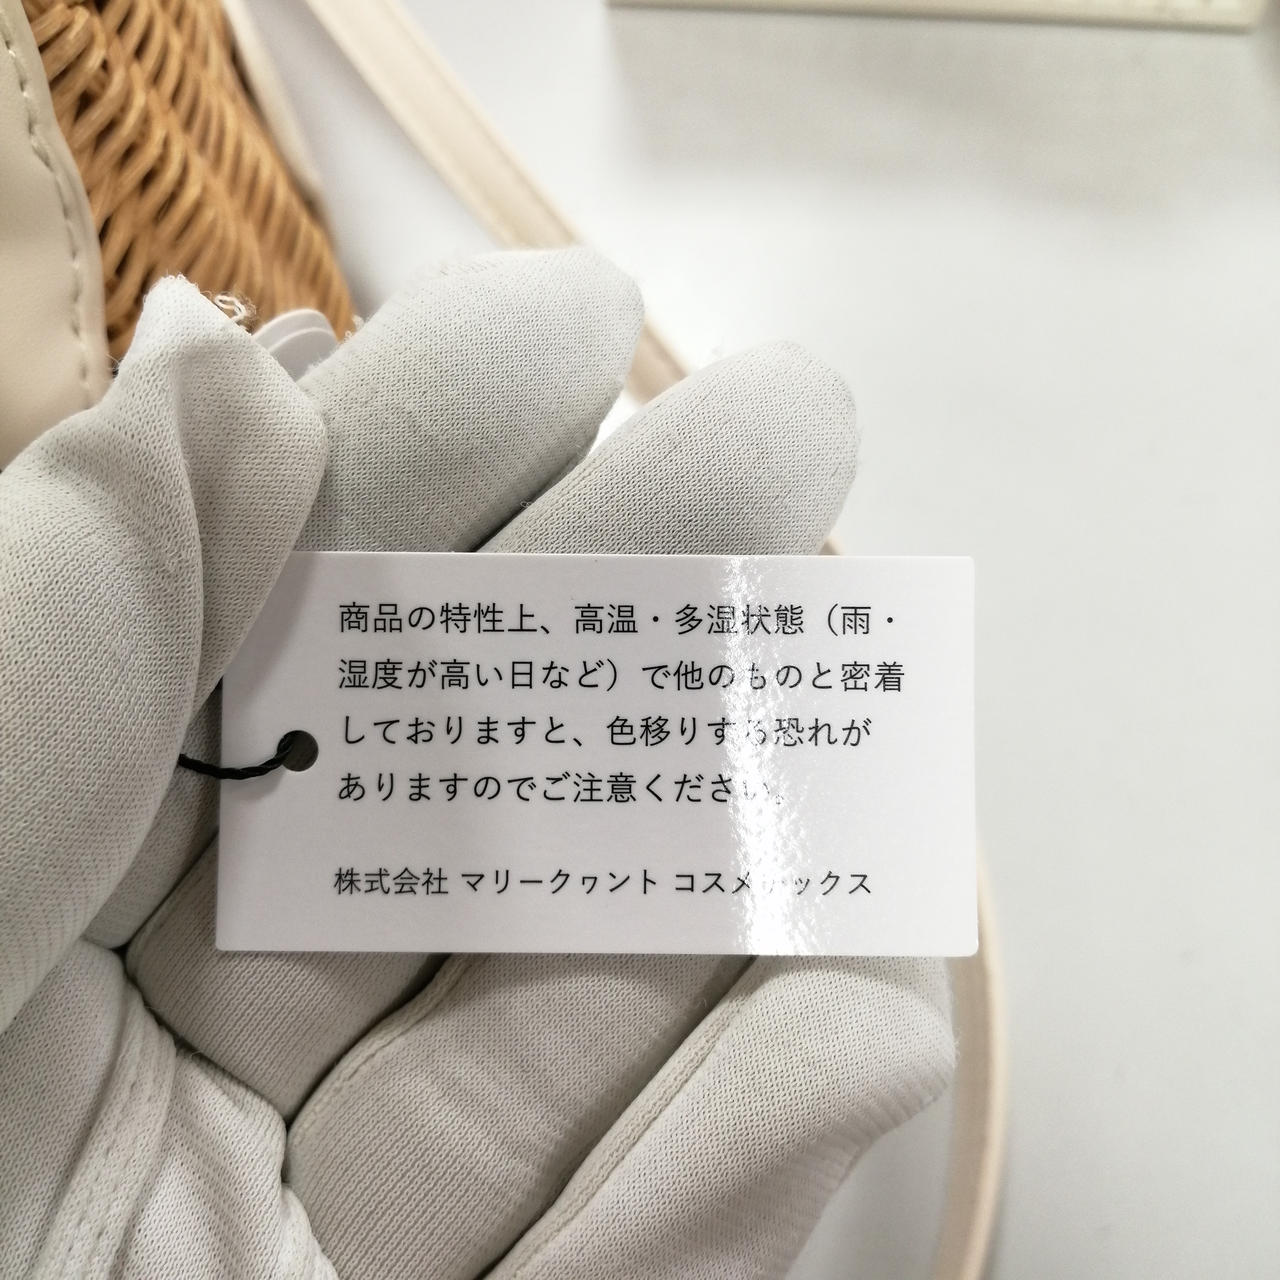 商品の特性上、高温・多湿状態（雨・
湿度が高い日など）で他のものと密着
しておりますと、色移りする恐れが
ありますのでご注意ください。
株式会社 マリークヮント コスメティックス